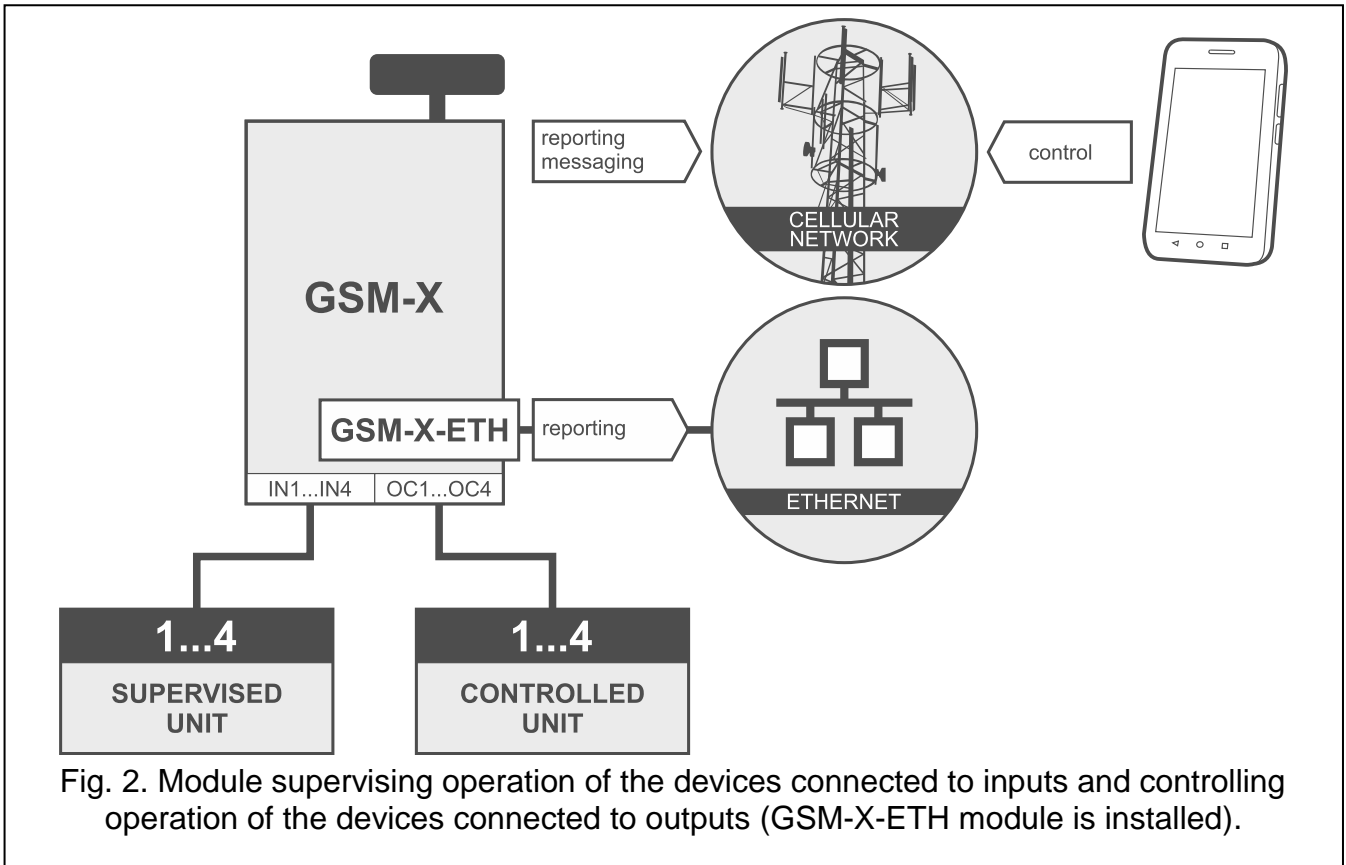 reporting
messaging
control
CELLULAR
NETWORK
GSM-X
GSM-X-ETH
reporting
IN1...IN4
OC1...OC4
ETHERNET
1...4
SUPERVISED
UNIT
1...4
CONTROLLED
UNIT
Fig. 2. Module supervising operation of the devices connected to inputs and controlling
operation of the devices connected to outputs (GSM-X-ETH module is installed).